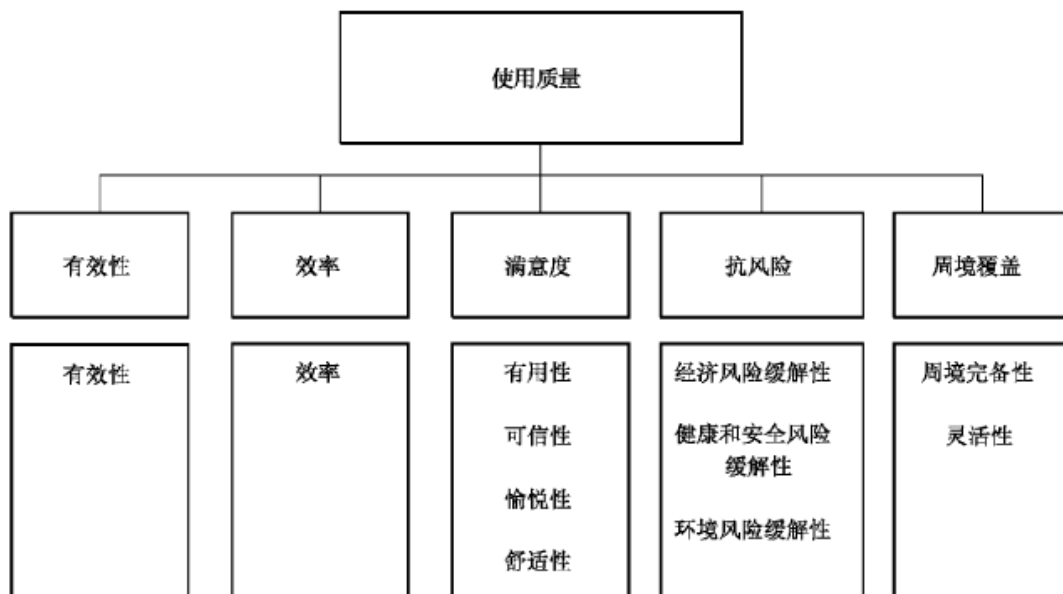 使用质量
有效性
效率
满意度
抗风险
周境覆盖
有效性
效率
有用性
可信性
愉悦性
舒适性
经济风险缓解性
健康和安全风险
缓解性
环境风险缓解性
周境完备性
灵活性